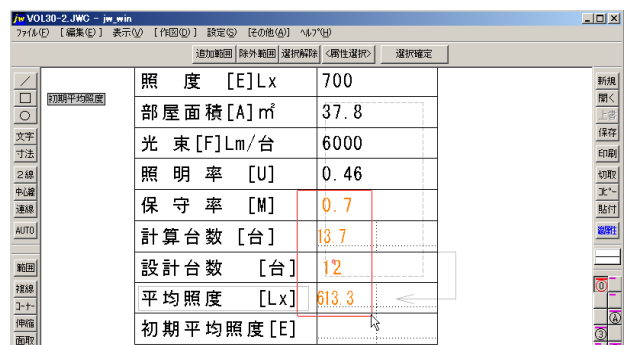 jw VOL30-2.JWC - jw_win
ファイル(F) [編集(E)] 表示(V) [作図(D)] 設定(S) [その他(A)] ヘルプ(H)
追加範囲 除外範囲 選択解除 <属性選択> 選択確定
初期平均照度
照 度 [E]Lx 700
部屋面積[A]㎡ 37.8
光 束[F]Lm/台 6000
照 明 率 [U] 0.46
保 守 率 [M] 0.7
計算台数 [台] 13.7
設計台数 [台] 12
平均照度 [Lx] 613.3
初期平均照度[E]
文字
寸法
2線
中心線
連線
AUTO
範囲
複線
コーナー
伸縮
面取
新規
開く
上書
保存
印刷
切取
コピー
貼付
線属性
0
A
3